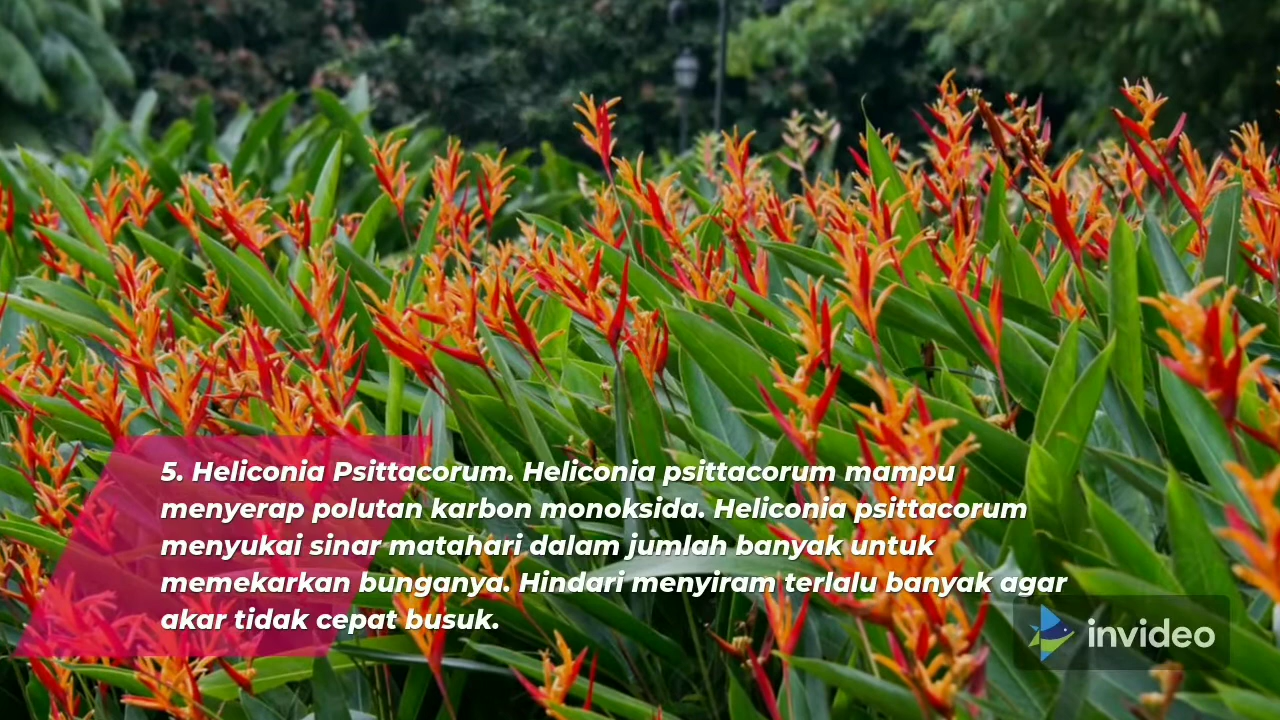 5. Heliconia Psittacorum. Heliconia psittacorum mampu
menyerap polutan karbon monoksida. Heliconia psittacorum
menyukai sinar matahari dalam jumlah banyak untuk
memekarkan bunganya. Hindari menyiram terlalu banyak agar
akar tidak cepat busuk.
invideo